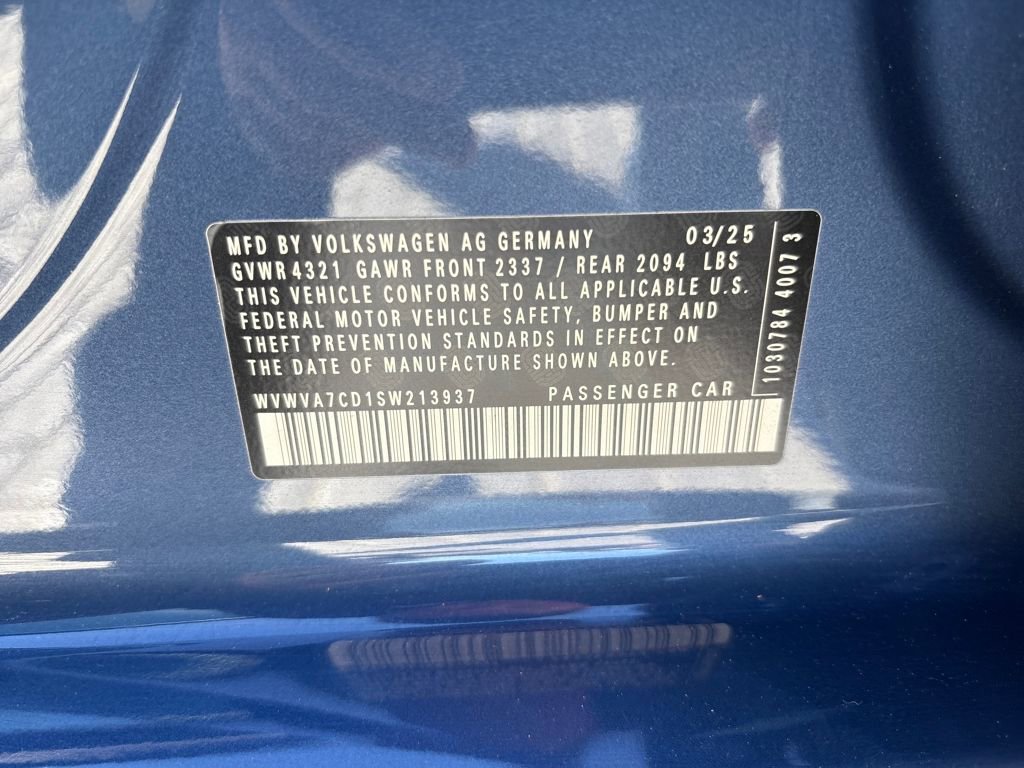 MFD BY VOLKSWAGEN AG GERMANY 03/25
GVWR 4321 GAWR FRONT 2337 / REAR 2094 LBS
THIS VEHICLE CONFORMS TO ALL APPLICABLE U.S.
FEDERAL MOTOR VEHICLE SAFETY, BUMPER AND
THEFT PREVENTION STANDARDS IN EFFECT ON
THE DATE OF MANUFACTURE SHOWN ABOVE.
WVWVA7CD1SW213937 PASSENGER CAR
1030784 4007 3